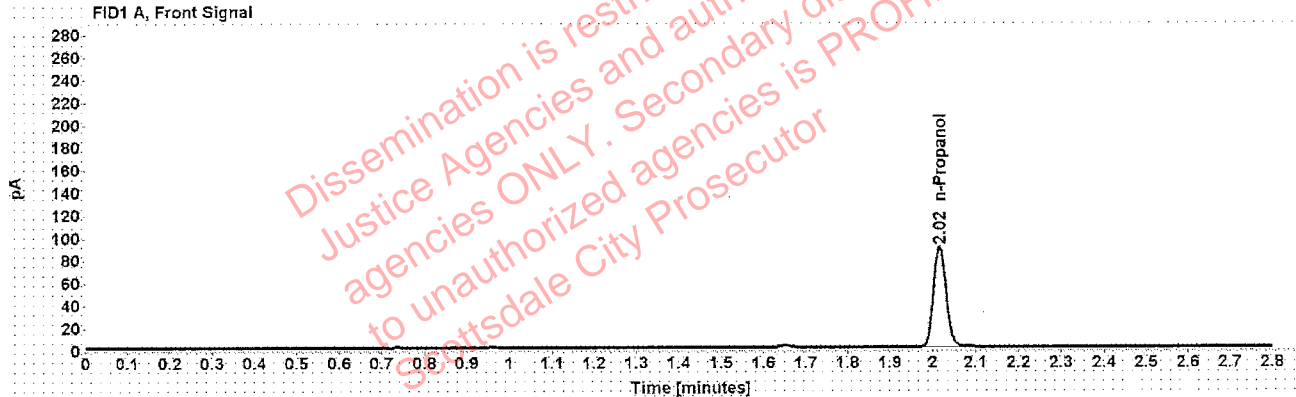 FID1 A, Front Signal
Dissemination is
Justice Agencies and
agencies ONLY. Secondary
to unauthorized agencies is
Scottsdale City Prosecutor
280
260
240
220
200
180
160
140
120
100
80
60
40
20
0
pA
2.02 n-Propanol
0 0.1 0.2 0.3 0.4 0.5 0.6 0.7 0.8 0.9 1 1.1 1.2 1.3 1.4 1.5 1.6 1.7 1.8 1.9 2 2.1 2.2 2.3 2.4 2.5 2.6 2.7 2.8
Time [minutes]